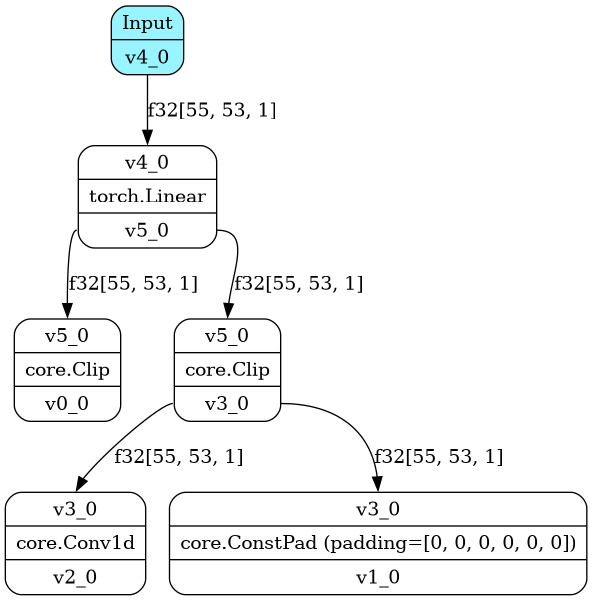 Input
v4_0
f32[55, 53, 1]
v4_0
torch.Linear
v5_0
f32[55, 53, 1]
f32[55, 53, 1]
v5_0
core.Clip
v0_0
v5_0
core.Clip
v3_0
f32[55, 53, 1]
f32[55, 53, 1]
v3_0
core.Conv1d
v2_0
v3_0
core.ConstPad (padding=[0, 0, 0, 0, 0, 0])
v1_0